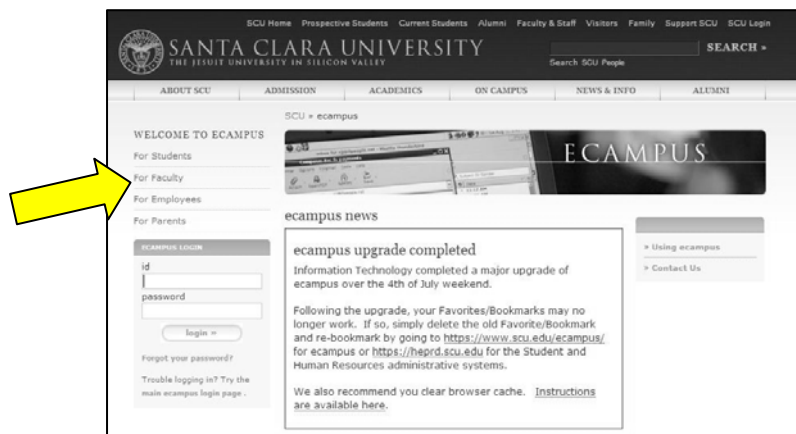 SCU Home Prospective Students Current Students Alumni Faculty & Staff Visitors Family Support SCU SCU Login
SANTA CLARA UNIVERSITY
THE JESUIT UNIVERSITY IN SILICON VALLEY
SEARCH »
Search SCU People
ABOUT SCU ADMISSION ACADEMICS ON CAMPUS NEWS & INFO ALUMNI
SCU » ecampus
WELCOME TO ECAMPUS
For Students
For Faculty
For Employees
For Parents
ECAMPUS LOGIN
id
password
login »
Forgot your password?
Trouble logging in? Try the
main ecampus login page .
ECAMPUS
ecampus news
ecampus upgrade completed
Information Technology completed a major upgrade of
ecampus over the 4th of July weekend.
Following the upgrade, your Favorites/Bookmarks may no
longer work. If so, simply delete the old Favorite/Bookmark
and re-bookmark by going to https://www.scu.edu/ecampus/
for ecampus or https://heprd.scu.edu for the Student and
Human Resources administrative systems.
We also recommend you clear browser cache. Instructions
are available here.
» Using ecampus
» Contact Us